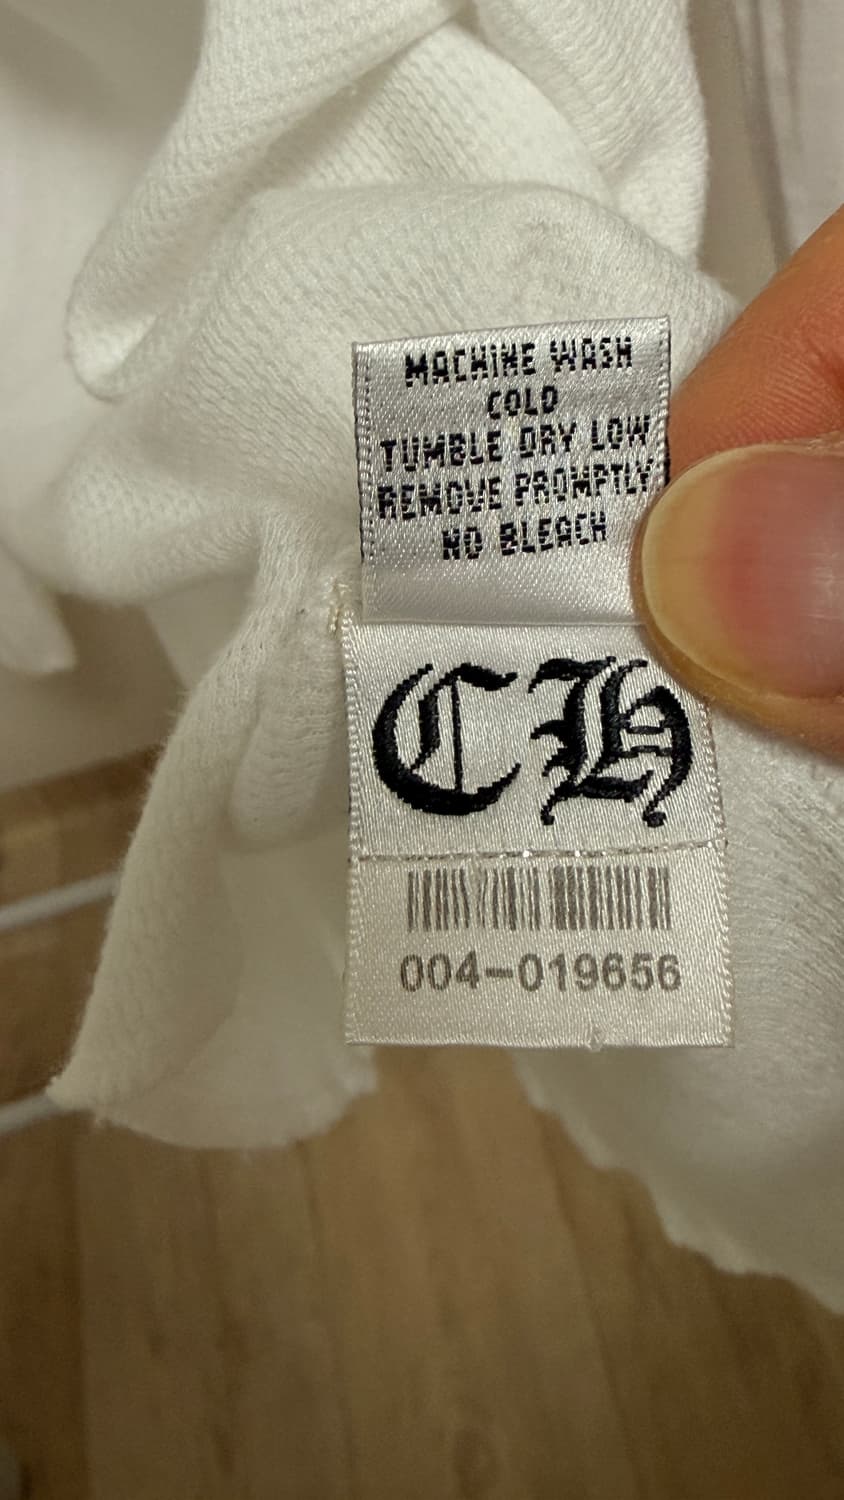 MACHINE WASH
COLD
TUMBLE DRY LOW
REMOVE PROMPTLY
NO BLEACH
CH
004-019656